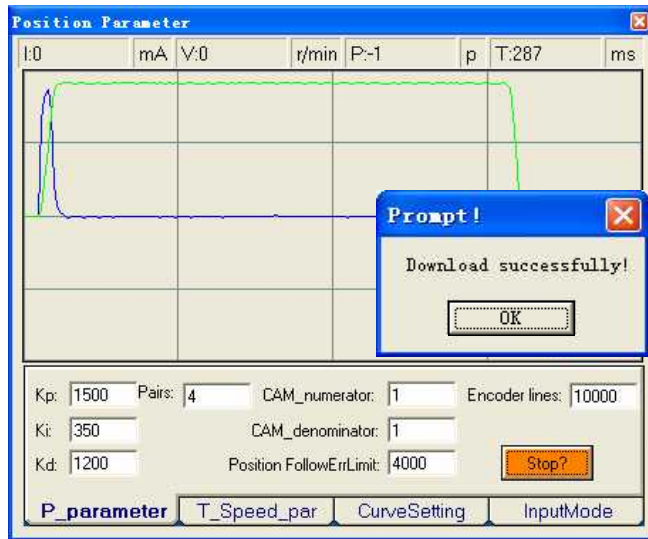 Position Parameter
I:0 mA V:0 r/min P:-1 p T:287 ms
Prompt!
Download successfully!
OK
Kp: 1500 Pairs: 4 CAM_numerator: 1 Encoder lines: 10000
Ki: 350 CAM_denominator: 1
Kd: 1200 Position FollowErrLimit: 4000 Stop?
P_parameter T_Speed_par CurveSetting InputMode